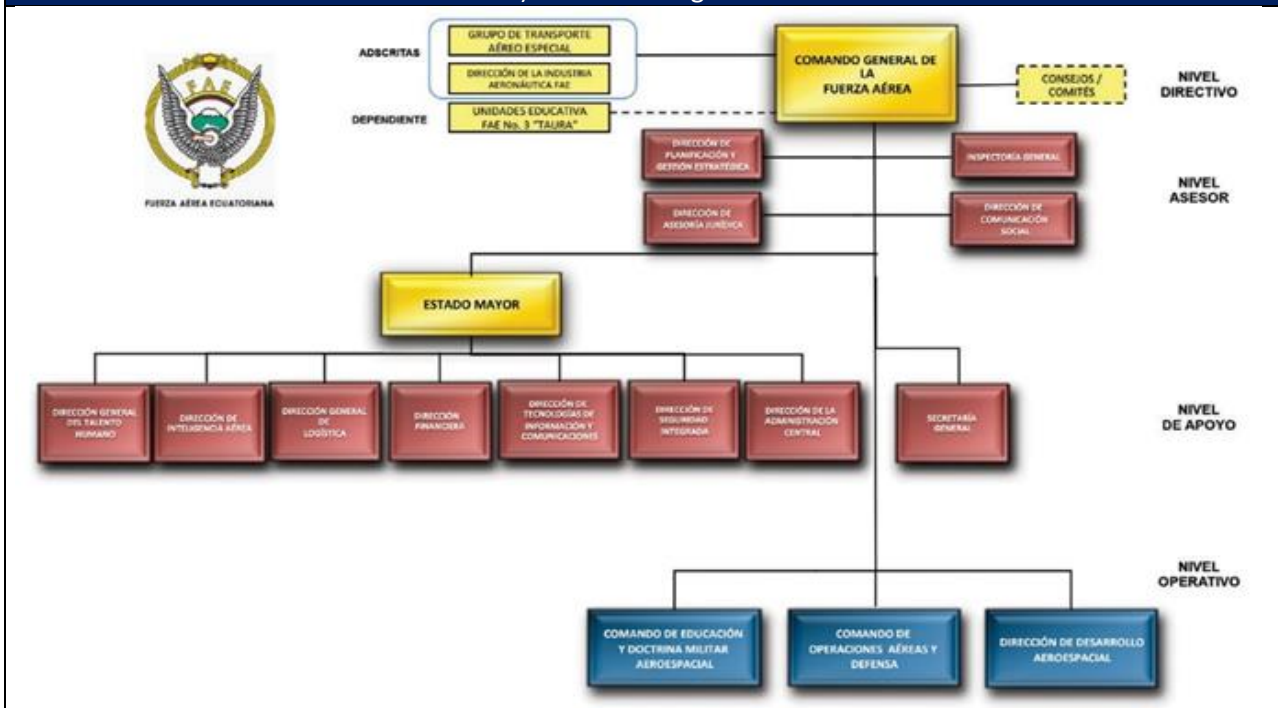 GRUPO DE TRANSPORTE
AÉREO ESPECIAL
ADSCRITAS
DIRECCIÓN DE LA INDUSTRIA
AERONÁUTICA FAE
DEPENDIENTE
UNIDADES EDUCATIVA
FAE No. 3 "TAURA"
COMANDO GENERAL DE
LA
FUERZA AÉREA
CONSEJOS /
COMITÉS
NIVEL
DIRECTIVO
FAE
FUERZA AÉREA ECUATORIANA
DIRECCIÓN DE
PLANIFICACIÓN Y
GESTIÓN ESTRATÉGICA
INSPECTORÍA GENERAL
NIVEL
ASESOR
DIRECCIÓN DE
ASESORÍA JURÍDICA
DIRECCIÓN DE
COMUNICACIÓN
SOCIAL
ESTADO MAYOR
DIRECCIÓN GENERAL
DEL TALENTO
HUMANO
DIRECCIÓN DE
INTELIGENCIA AÉREA
DIRECCIÓN GENERAL
DE
LOGÍSTICA
DIRECCIÓN
FINANCIERA
DIRECCIÓN DE
TECNOLOGÍAS DE
INFORMACIÓN Y
COMUNICACIONES
DIRECCIÓN DE
SEGURIDAD
INTEGRADA
DIRECCIÓN DE LA
ADMINISTRACIÓN
CENTRAL
SECRETARÍA
GENERAL
NIVEL
DE APOYO
NIVEL
OPERATIVO
COMANDO DE EDUCACIÓN
Y DOCTRINA MILITAR
AEROESPACIAL
COMANDO DE
OPERACIONES AÉREAS Y
DEFENSA
DIRECCIÓN DE DESARROLLO
AEROESPACIAL